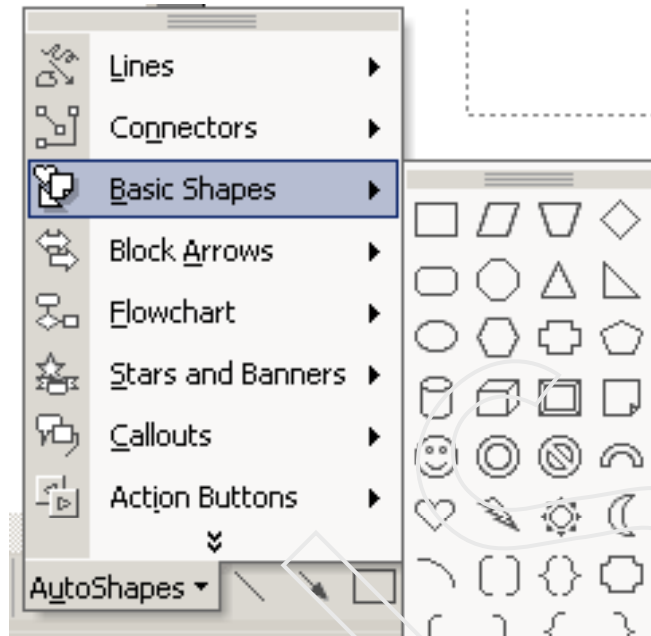 Lines
Connectors
Basic Shapes
Block Arrows
Flowchart
Stars and Banners
Callouts
Action Buttons
AutoShapes